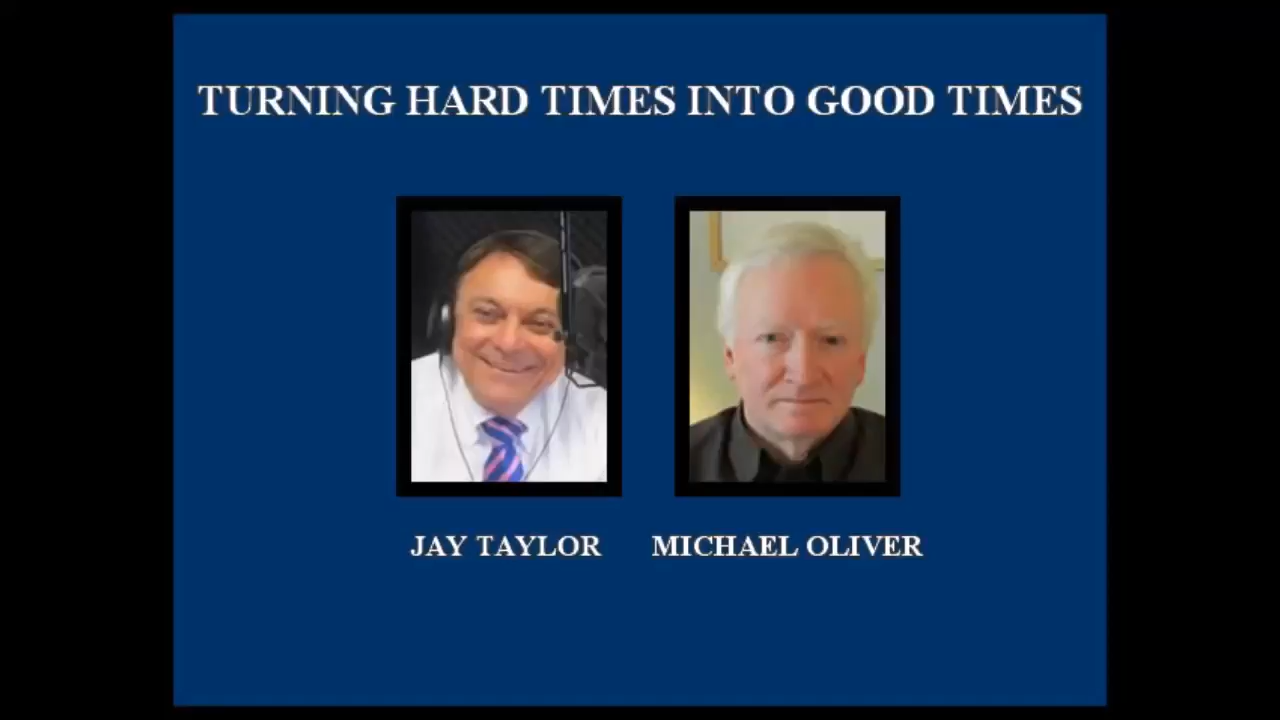 TURNING HARD TIMES INTO GOOD TIMES
JAY TAYLOR
MICHAEL OLIVER